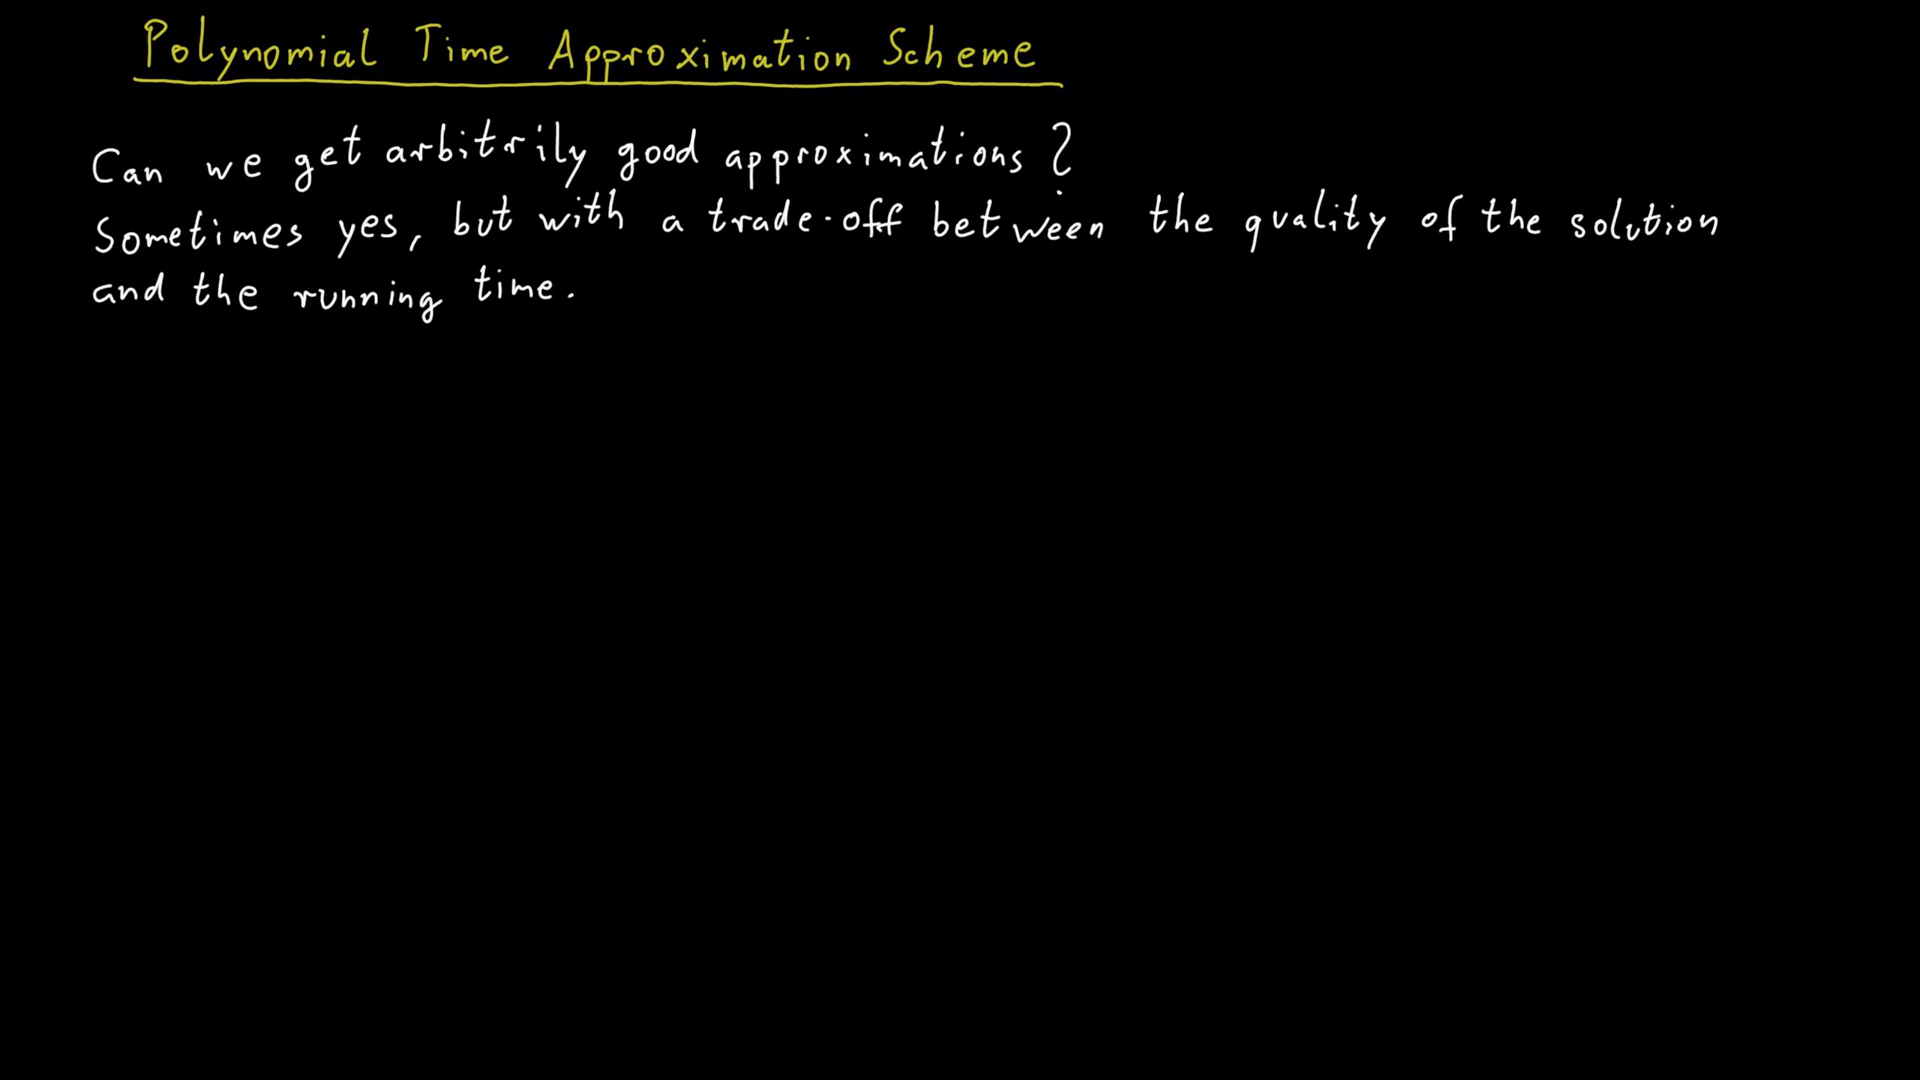 Polynomial Time Approximation Scheme
Can we get arbitrily good approximations?
Sometimes yes, but with a trade-off between the quality of the solution
and the running time.